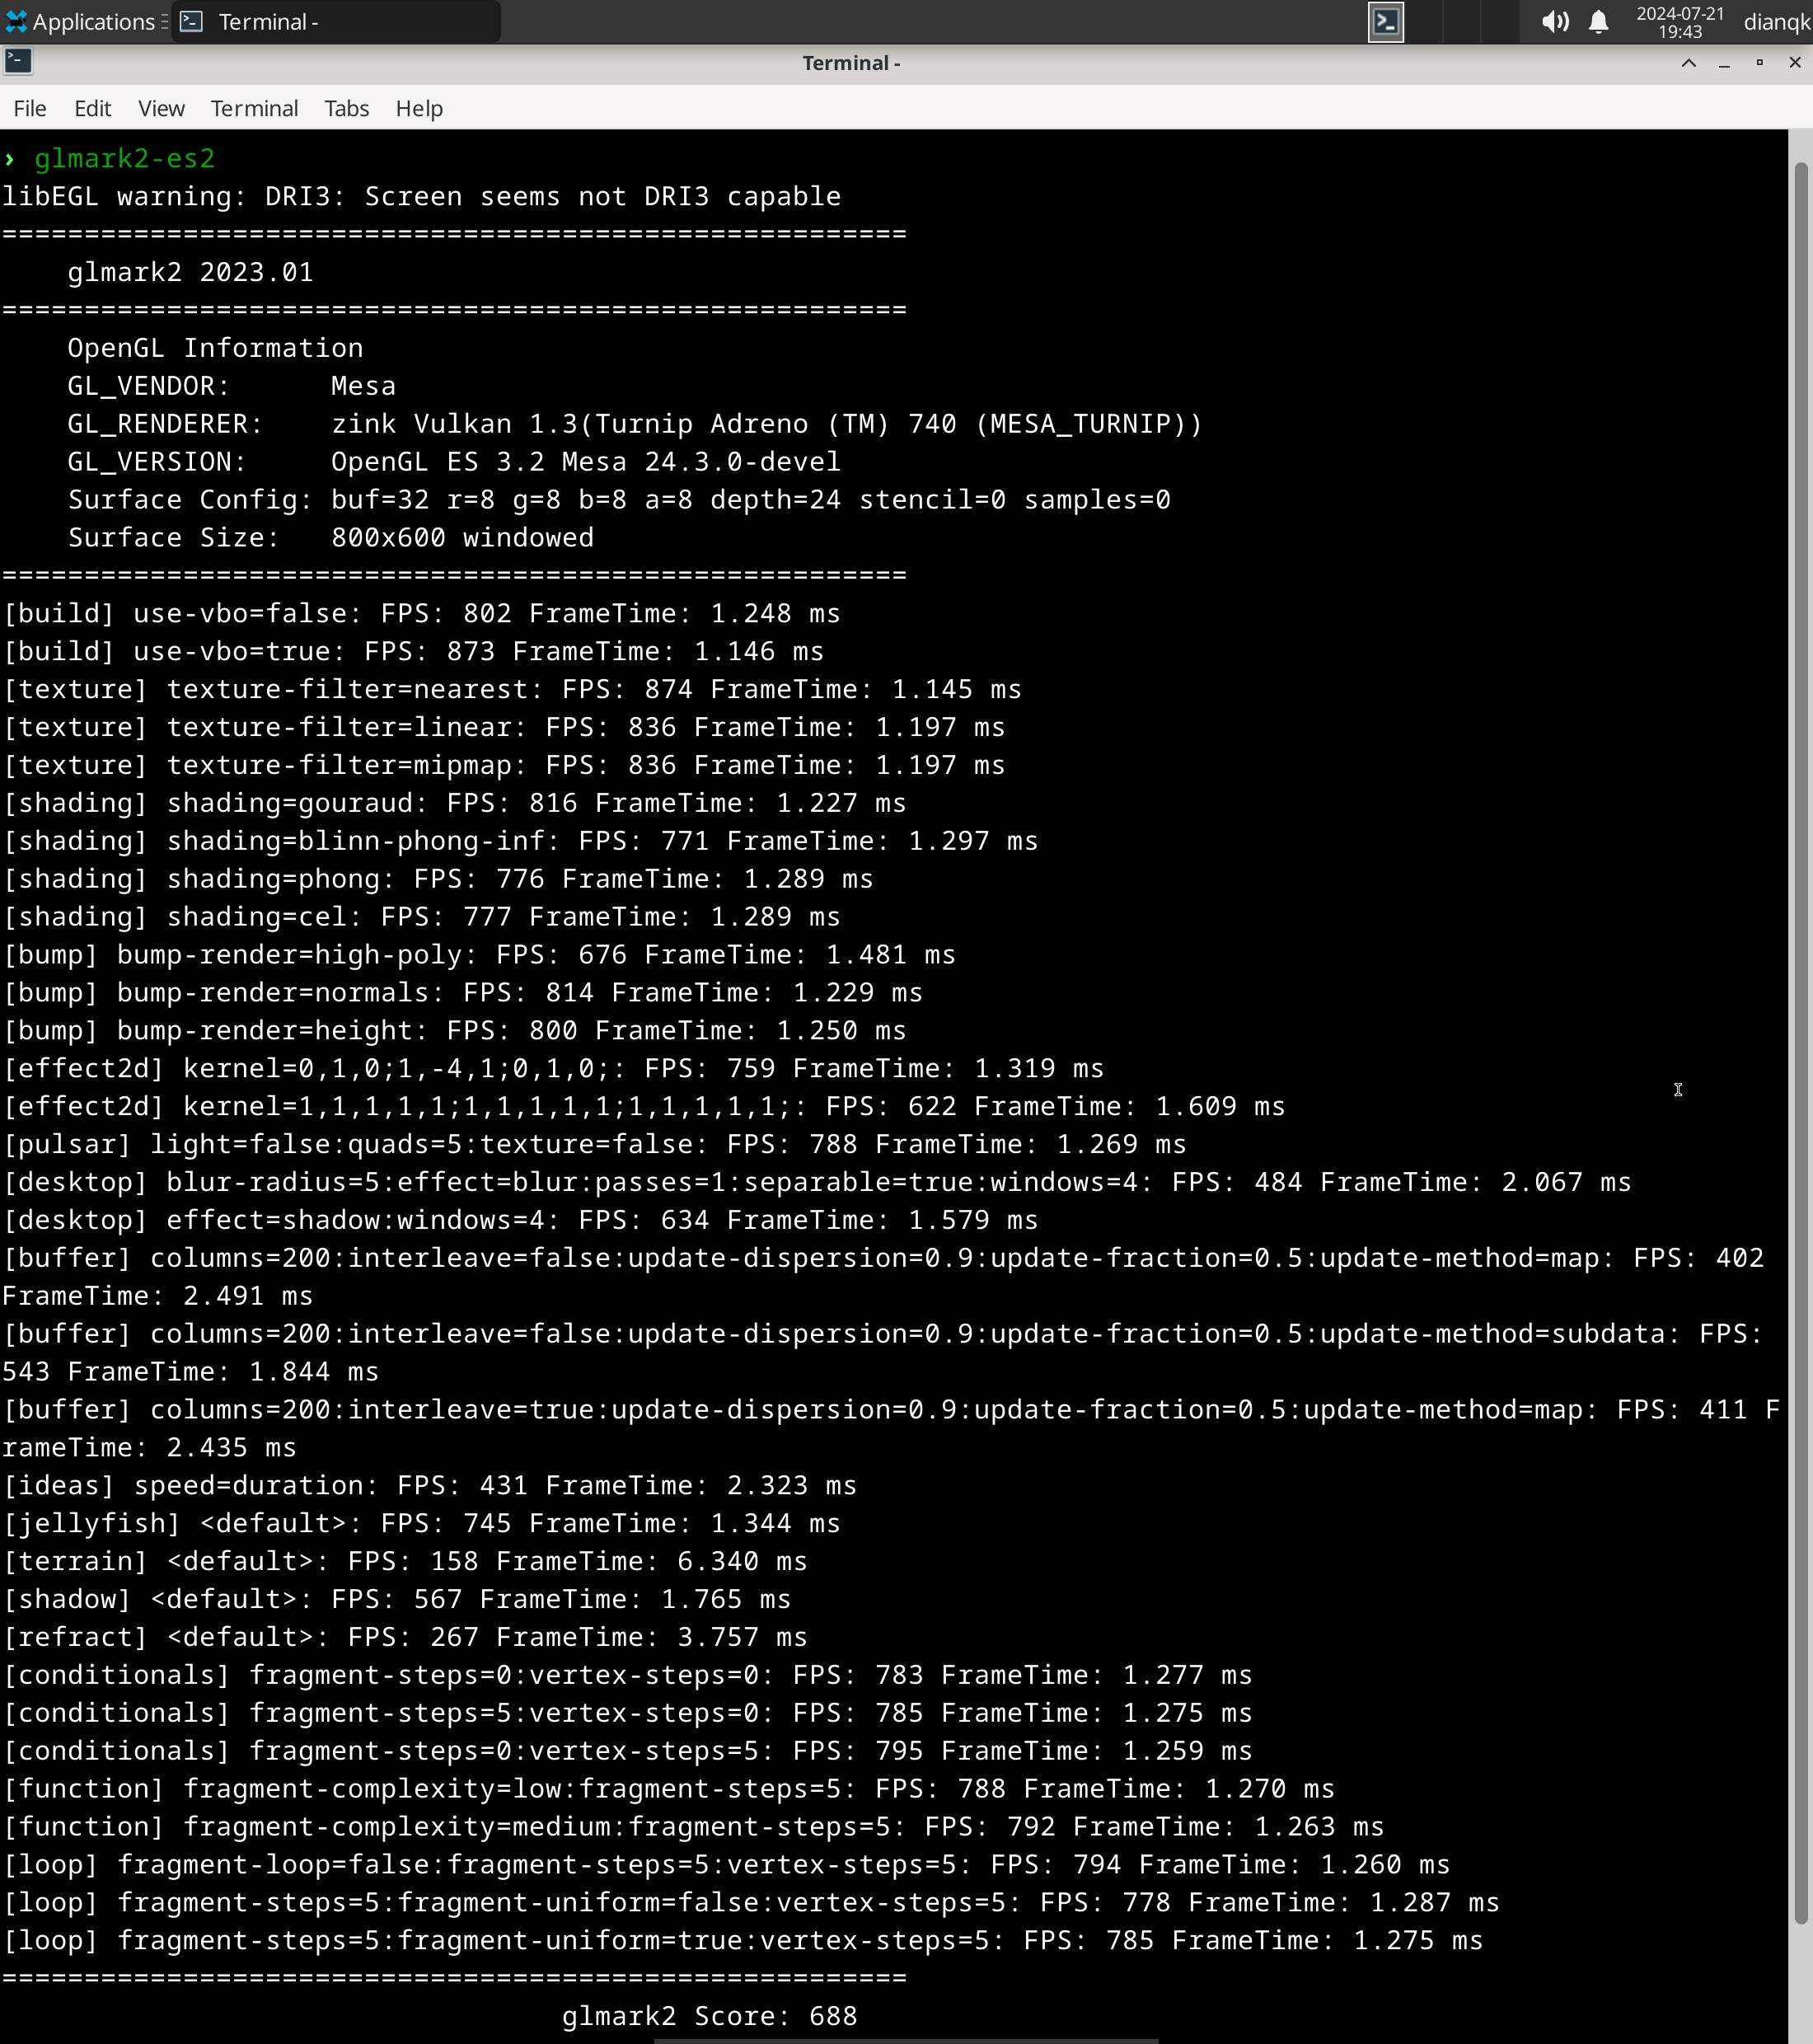 Applications Terminal - 2024-07-21 19:43 dianqk
Terminal -
File Edit View Terminal Tabs Help
› glmark2-es2
libEGL warning: DRI3: Screen seems not DRI3 capable
=======================================================
    glmark2 2023.01
=======================================================
    OpenGL Information
    GL_VENDOR:      Mesa
    GL_RENDERER:    zink Vulkan 1.3(Turnip Adreno (TM) 740 (MESA_TURNIP))
    GL_VERSION:     OpenGL ES 3.2 Mesa 24.3.0-devel
    Surface Config: buf=32 r=8 g=8 b=8 a=8 depth=24 stencil=0 samples=0
    Surface Size:   800x600 windowed
=======================================================
[build] use-vbo=false: FPS: 802 FrameTime: 1.248 ms
[build] use-vbo=true: FPS: 873 FrameTime: 1.146 ms
[texture] texture-filter=nearest: FPS: 874 FrameTime: 1.145 ms
[texture] texture-filter=linear: FPS: 836 FrameTime: 1.197 ms
[texture] texture-filter=mipmap: FPS: 836 FrameTime: 1.197 ms
[shading] shading=gouraud: FPS: 816 FrameTime: 1.227 ms
[shading] shading=blinn-phong-inf: FPS: 771 FrameTime: 1.297 ms
[shading] shading=phong: FPS: 776 FrameTime: 1.289 ms
[shading] shading=cel: FPS: 777 FrameTime: 1.289 ms
[bump] bump-render=high-poly: FPS: 676 FrameTime: 1.481 ms
[bump] bump-render=normals: FPS: 814 FrameTime: 1.229 ms
[bump] bump-render=height: FPS: 800 FrameTime: 1.250 ms
[effect2d] kernel=0,1,0;1,-4,1;0,1,0;: FPS: 759 FrameTime: 1.319 ms
[effect2d] kernel=1,1,1,1,1;1,1,1,1,1;1,1,1,1,1;: FPS: 622 FrameTime: 1.609 ms
[pulsar] light=false:quads=5:texture=false: FPS: 788 FrameTime: 1.269 ms
[desktop] blur-radius=5:effect=blur:passes=1:separable=true:windows=4: FPS: 484 FrameTime: 2.067 ms
[desktop] effect=shadow:windows=4: FPS: 634 FrameTime: 1.579 ms
[buffer] columns=200:interleave=false:update-dispersion=0.9:update-fraction=0.5:update-method=map: FPS: 402
FrameTime: 2.491 ms
[buffer] columns=200:interleave=false:update-dispersion=0.9:update-fraction=0.5:update-method=subdata: FPS:
543 FrameTime: 1.844 ms
[buffer] columns=200:interleave=true:update-dispersion=0.9:update-fraction=0.5:update-method=map: FPS: 411 F
rameTime: 2.435 ms
[ideas] speed=duration: FPS: 431 FrameTime: 2.323 ms
[jellyfish] <default>: FPS: 745 FrameTime: 1.344 ms
[terrain] <default>: FPS: 158 FrameTime: 6.340 ms
[shadow] <default>: FPS: 567 FrameTime: 1.765 ms
[refract] <default>: FPS: 267 FrameTime: 3.757 ms
[conditionals] fragment-steps=0:vertex-steps=0: FPS: 783 FrameTime: 1.277 ms
[conditionals] fragment-steps=5:vertex-steps=0: FPS: 785 FrameTime: 1.275 ms
[conditionals] fragment-steps=0:vertex-steps=5: FPS: 795 FrameTime: 1.259 ms
[function] fragment-complexity=low:fragment-steps=5: FPS: 788 FrameTime: 1.270 ms
[function] fragment-complexity=medium:fragment-steps=5: FPS: 792 FrameTime: 1.263 ms
[loop] fragment-loop=false:fragment-steps=5:vertex-steps=5: FPS: 794 FrameTime: 1.260 ms
[loop] fragment-steps=5:fragment-uniform=false:vertex-steps=5: FPS: 778 FrameTime: 1.287 ms
[loop] fragment-steps=5:fragment-uniform=true:vertex-steps=5: FPS: 785 FrameTime: 1.275 ms
=======================================================
                                  glmark2 Score: 688